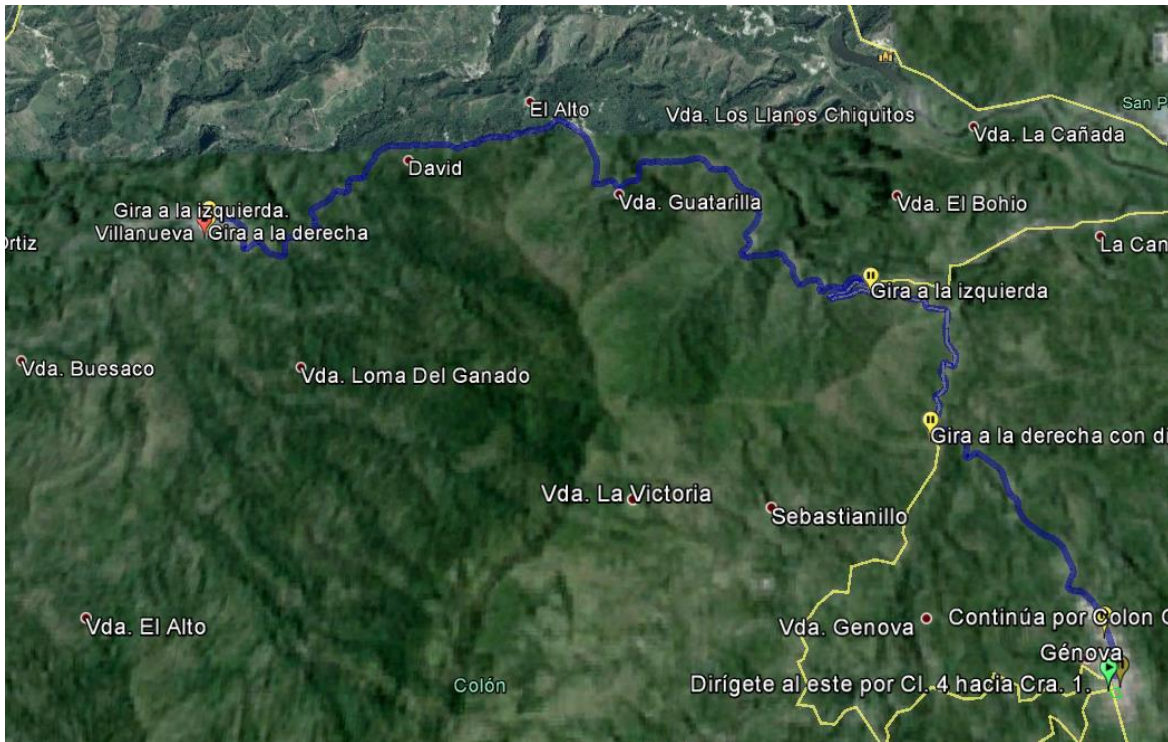 El Alto
Vda. Los Llanos Chiquitos
San P
Vda. La Cañada
David
Vda. Guatarilla
Vda. El Bohio
Gira a la izquierda.
Villanueva
Gira a la derecha
Ortiz
La Can
Gira a la izquierda
Vda. Buesaco
Vda. Loma Del Ganado
Gira a la derecha con di
Vda. La Victoria
Sebastianillo
Vda. El Alto
Vda. Genova
Continúa por Colon G
Génova
Colón
Dirígete al este por Cl. 4 hacia Cra. 1.